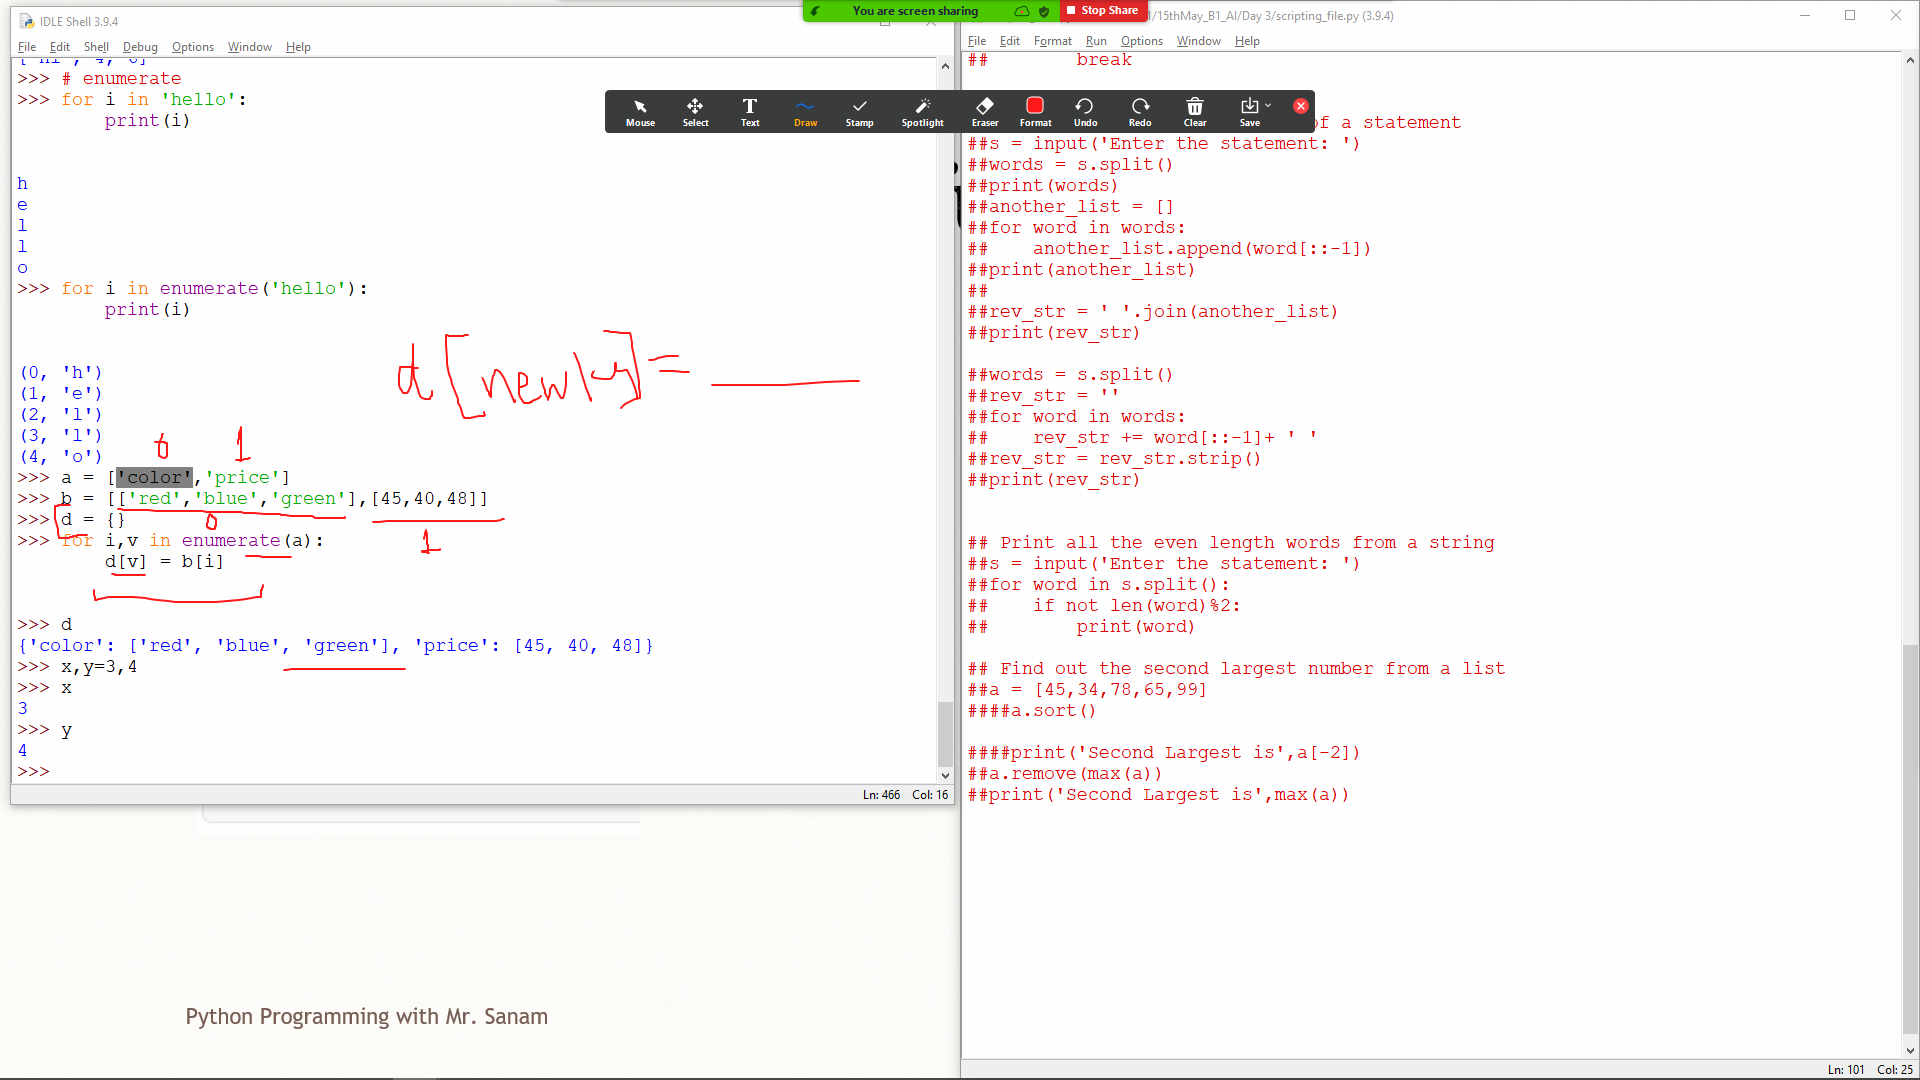 IDLE Shell 3.9.4
File Edit Shell Debug Options Window Help
>>> # enumerate
>>> for i in 'hello':
        print(i)
h
e
l
l
o
>>> for i in enumerate('hello'):
        print(i)
(0, 'h')
(1, 'e')
(2, 'l')
(3, 'l')
(4, 'o')
0 1
>>> a = ['color','price']
>>> b = [['red','blue','green'],[45,40,48]]
>>> d = {}
0 1
>>> for i,v in enumerate(a):
        d[v] = b[i]
>>> d
{'color': ['red', 'blue', 'green'], 'price': [45, 40, 48]}
>>> x,y=3,4
>>> x
3
>>> y
4
>>>
Ln: 466 Col: 16
d[newky]=
You are screen sharing Stop Share
Mouse Select Text Draw Stamp Spotlight Eraser Format Undo Redo Clear Save
1/15thMay_B1_AI/Day 3/scripting_file.py (3.9.4)
File Edit Format Run Options Window Help
##        break
of a statement
##s = input('Enter the statement: ')
##words = s.split()
##print(words)
##another_list = []
##for word in words:
##    another_list.append(word[::-1])
##print(another_list)
##
##rev_str = ' '.join(another_list)
##print(rev_str)
##words = s.split()
##rev_str = ''
##for word in words:
##    rev_str += word[::-1]+ ' '
##rev_str = rev_str.strip()
##print(rev_str)
## Print all the even length words from a string
##s = input('Enter the statement: ')
##for word in s.split():
##    if not len(word)%2:
##        print(word)
## Find out the second largest number from a list
##a = [45,34,78,65,99]
####a.sort()
####print('Second Largest is',a[-2])
##a.remove(max(a))
##print('Second Largest is',max(a))
Ln: 101 Col: 25
Python Programming with Mr. Sanam